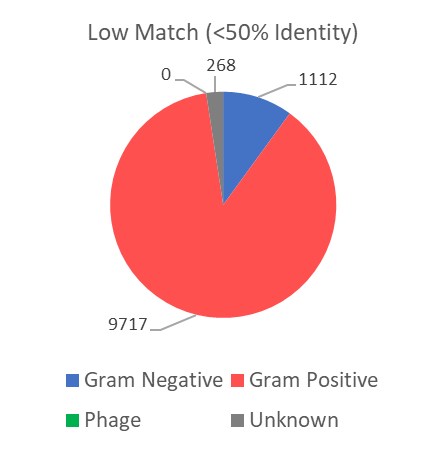 Low Match (<50% Identity)
0
268
1112
9717
Gram Negative
Gram Positive
Phage
Unknown